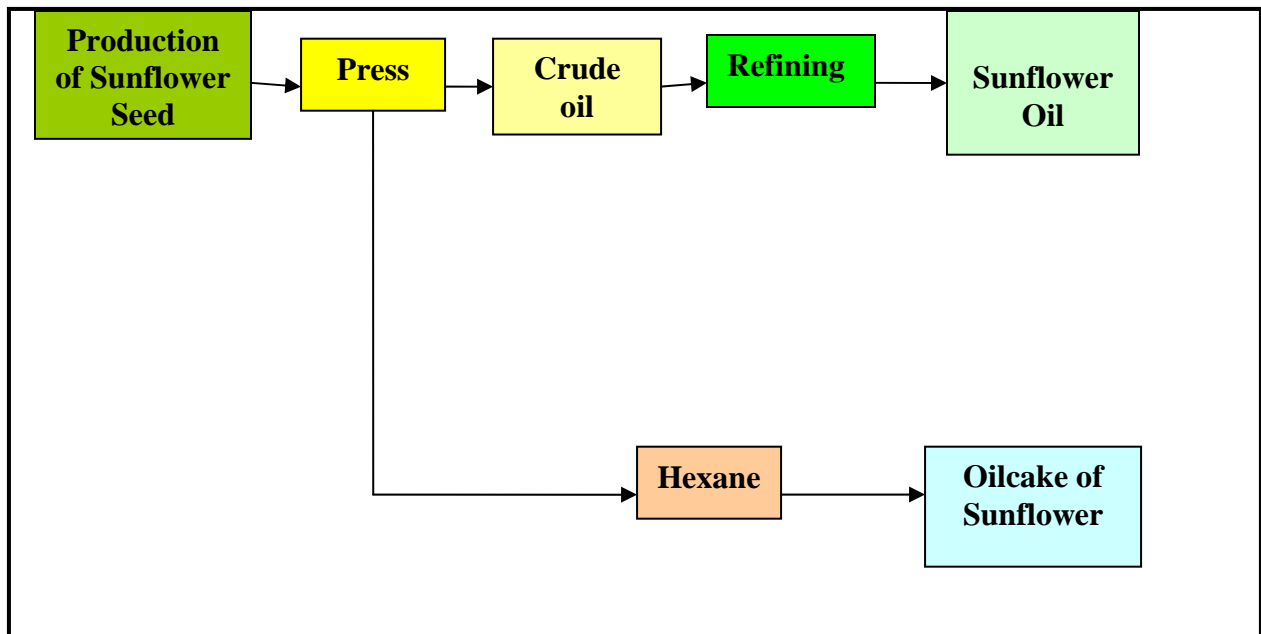 Production
of Sunflower
Seed
Press
Crude
oil
Refining
Sunflower
Oil
Hexane
Oilcake of
Sunflower